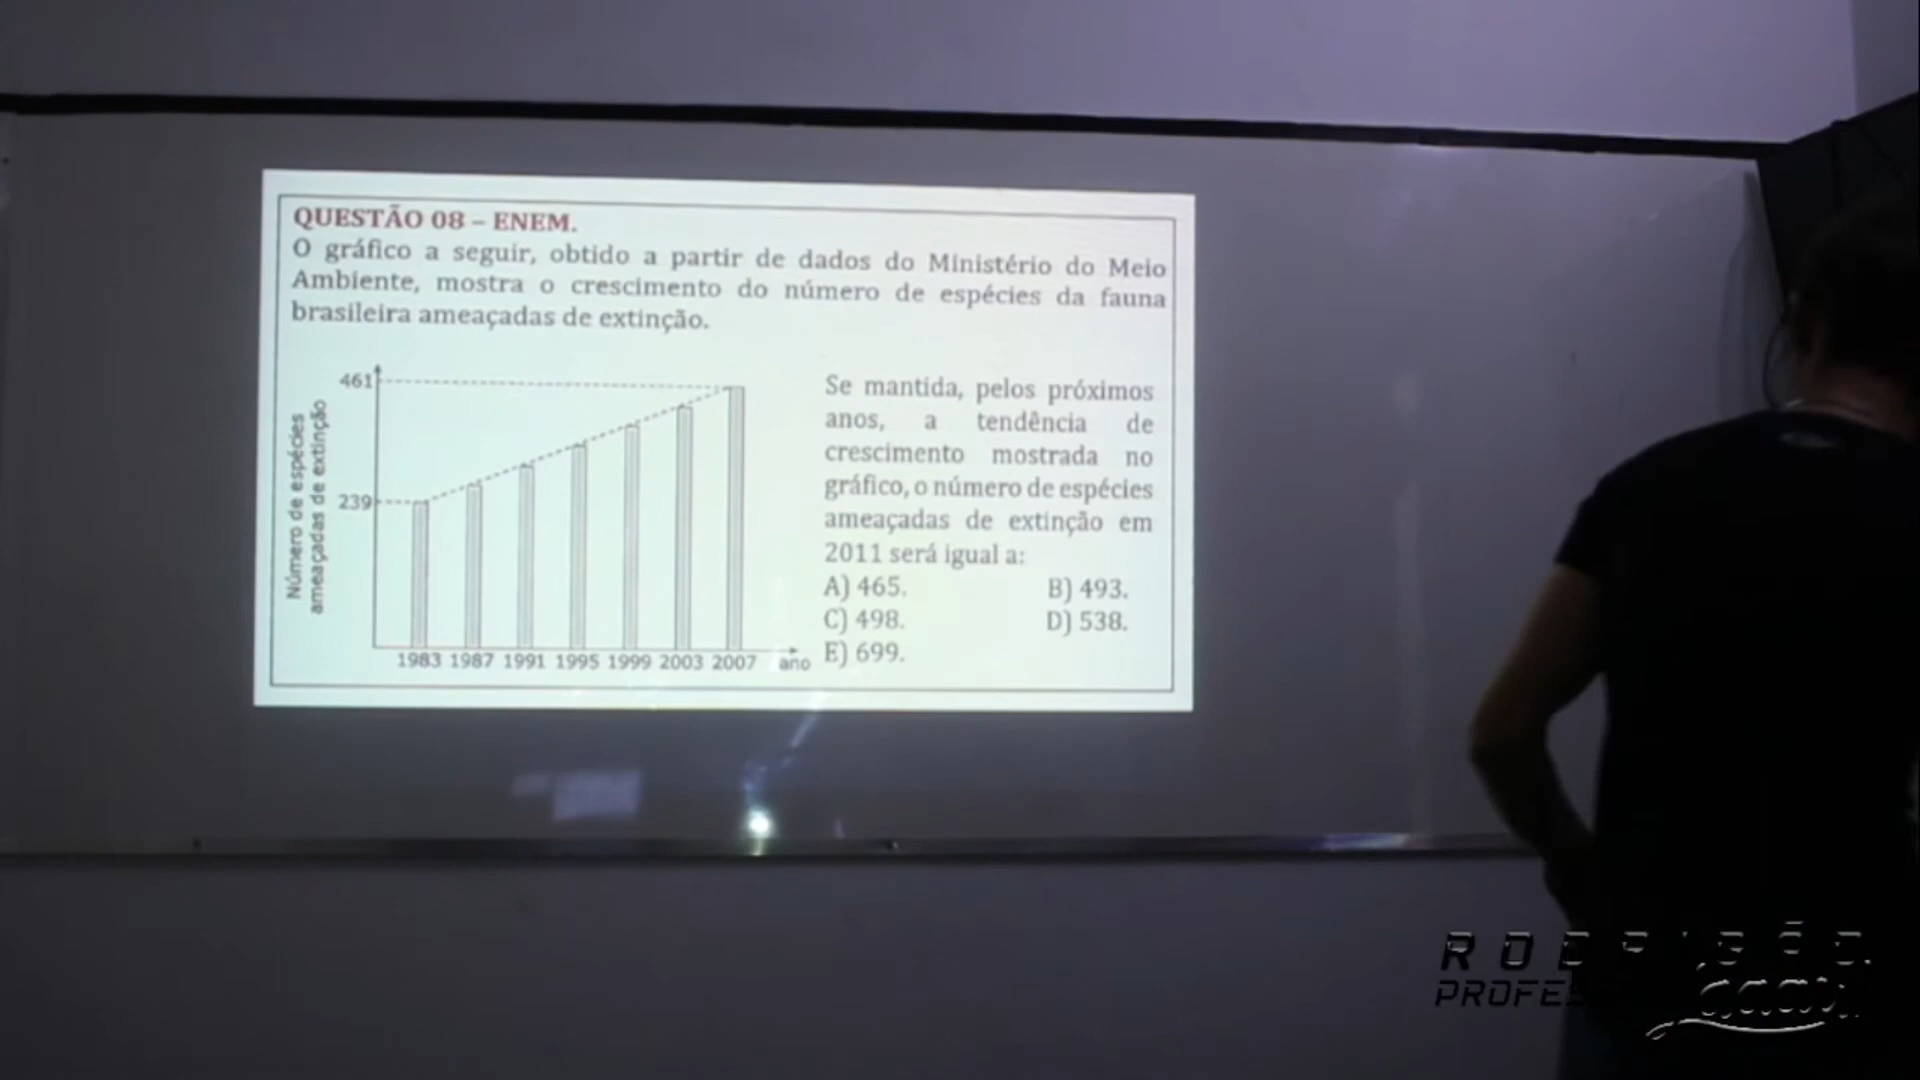 QUESTÃO 08 – ENEM.
O gráfico a seguir, obtido a partir de dados do Ministério do Meio
Ambiente, mostra o crescimento do número de espécies da fauna
brasileira ameaçadas de extinção.
461
239
Número de espécies
ameaçadas de extinção
1983 1987 1991 1995 1999 2003 2007 ano
Se mantida, pelos próximos
anos, a tendência de
crescimento mostrada no
gráfico, o número de espécies
ameaçadas de extinção em
2011 será igual a:
A) 465. B) 493.
C) 498. D) 538.
E) 699.